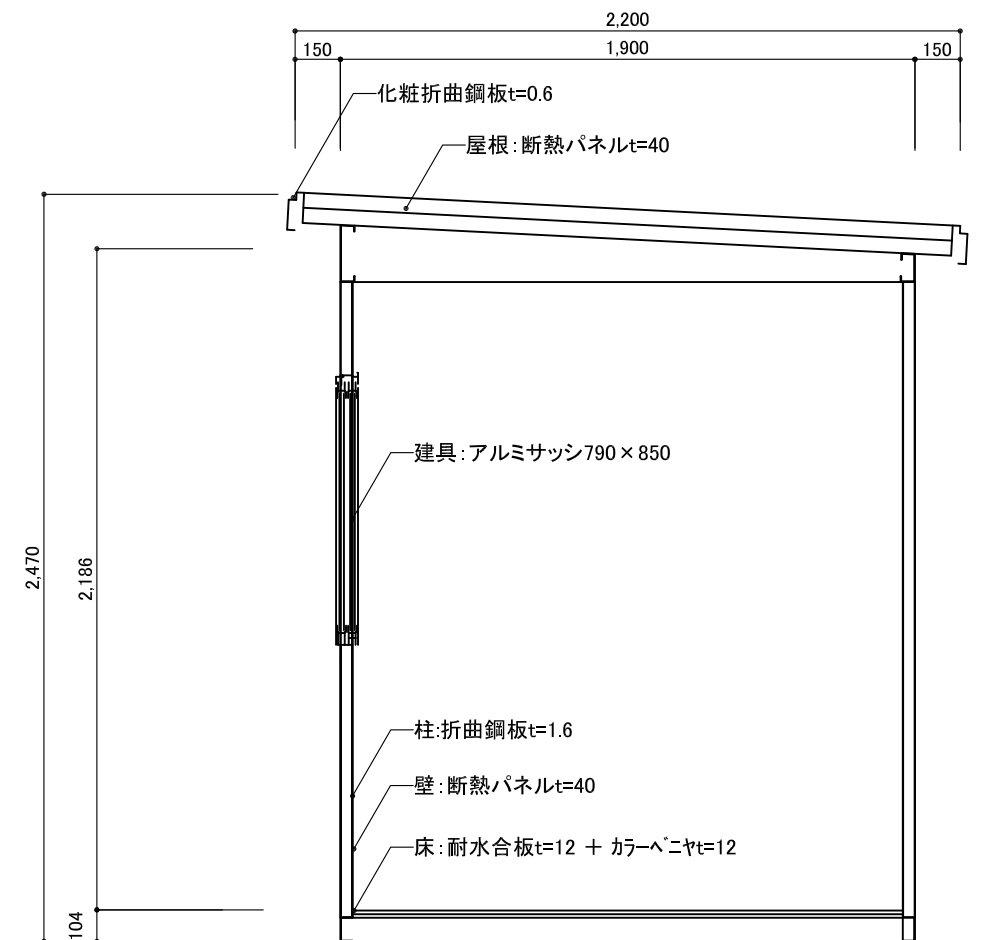 2,200
150
1,900
150
化粧折曲鋼板t=0.6
屋根：断熱パネルt=40
建具：アルミサッシ790×850
2,470
2,186
柱:折曲鋼板t=1.6
壁：断熱パネルt=40
床：耐水合板t=12 ＋ ｶﾗｰﾍﾞﾆﾔt=12
104